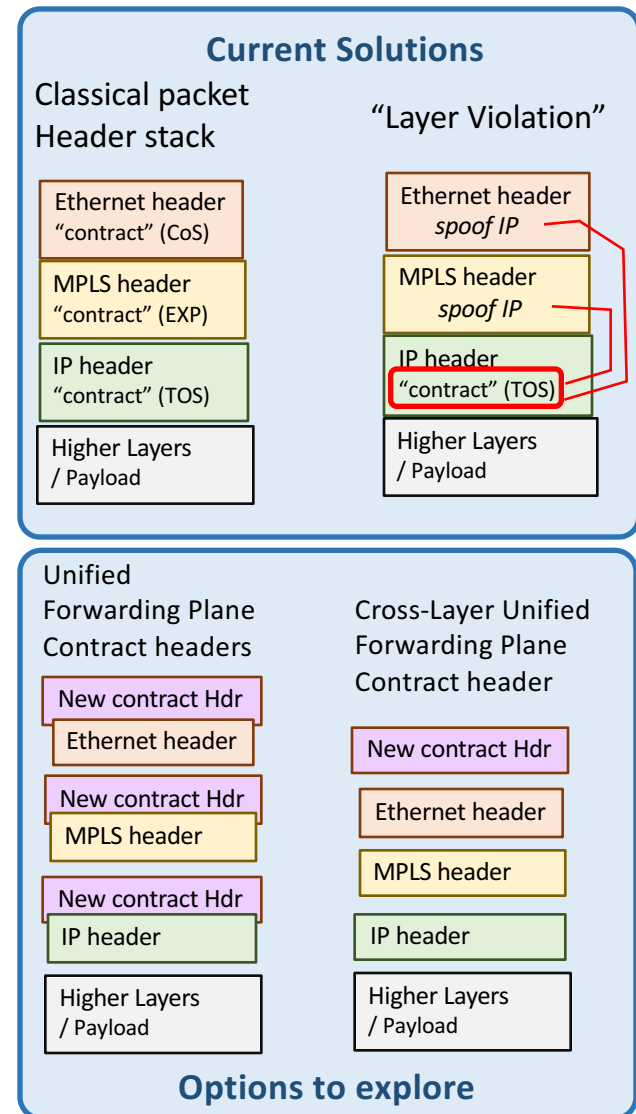 Current Solutions
Classical packet
Header stack
Ethernet header
“contract” (CoS)
MPLS header
“contract” (EXP)
IP header
“contract” (TOS)
Higher Layers
/ Payload
“Layer Violation”
Ethernet header
spoof IP
MPLS header
spoof IP
IP header
“contract” (TOS)
Higher Layers
/ Payload
Unified
Forwarding Plane
Contract headers
New contract Hdr
Ethernet header
New contract Hdr
MPLS header
New contract Hdr
IP header
Higher Layers
/ Payload
Cross-Layer Unified
Forwarding Plane
Contract header
New contract Hdr
Ethernet header
MPLS header
IP header
Higher Layers
/ Payload
Options to explore